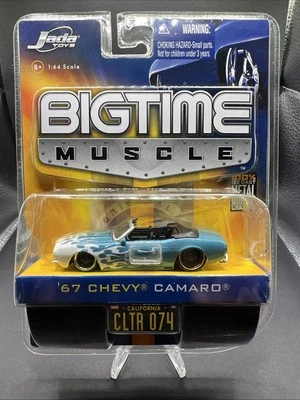 Jada
TOYS
8+
1:64 Scale
WARNING:
CHOKING HAZARD-Small parts.
Not for children under 3 years.
BIGTIME
MUSCLE
METAL
'67 CHEVY® CAMARO®
CALIFORNIA
CLTR 074